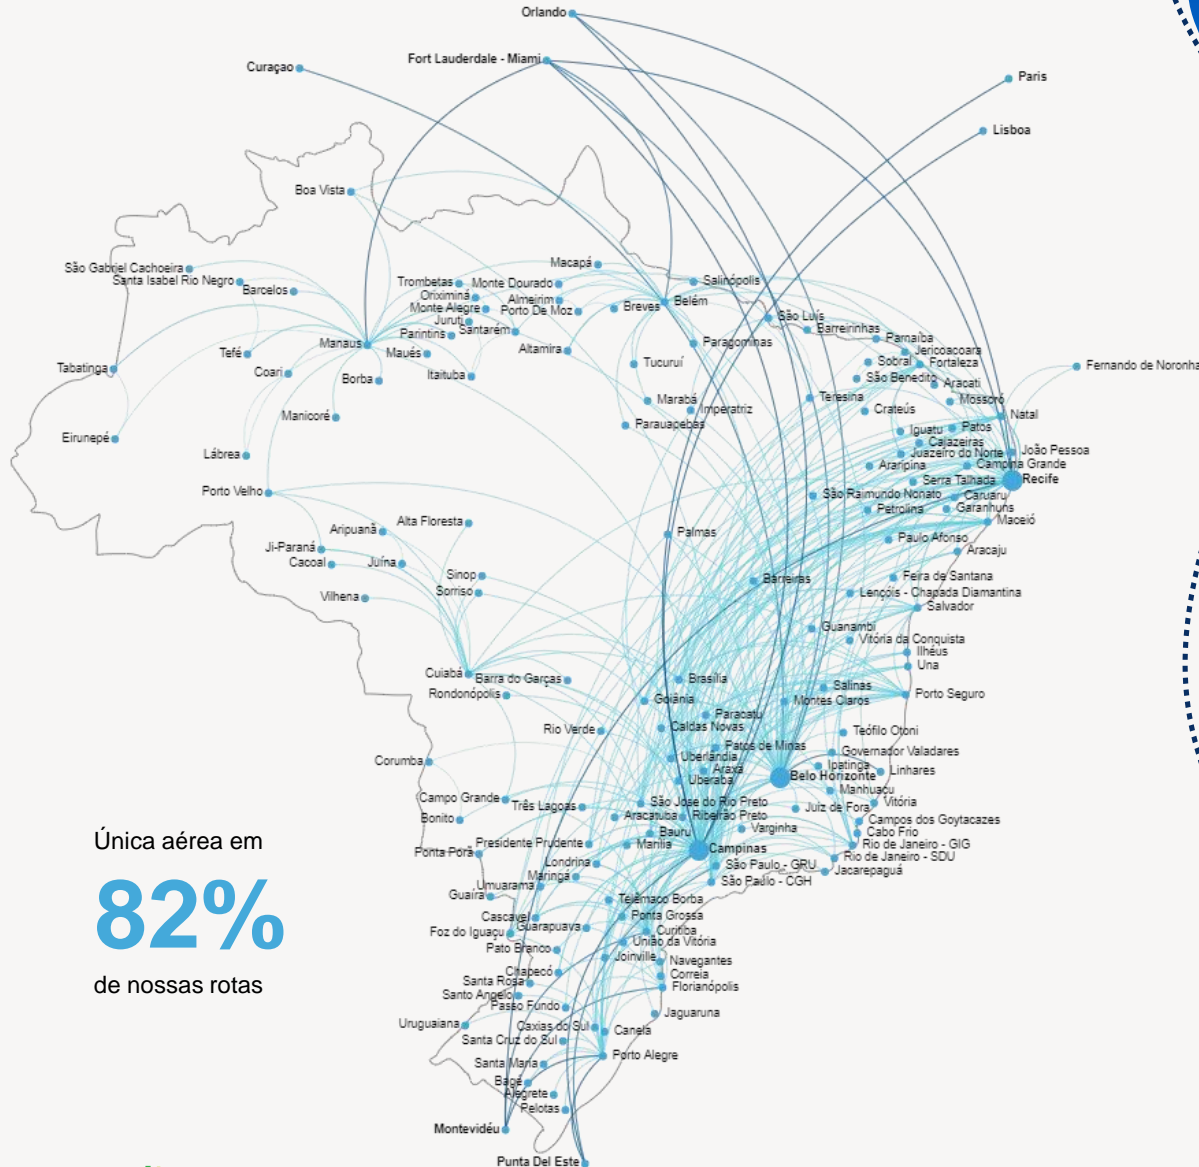 Orlando
Fort Lauderdale - Miami
Curaçao
Paris
Lisboa
Boa Vista
Macapá
São Gabriel Cachoeira
Santa Isabel Rio Negro
Barcelos
Trombetas
Monte Dourado
Salinópolis
Oriximiná
Almeirim
Monte Alegre
Porto De Moz
Breves
Belém
Juruti
São Luís
Parintins
Santarém
Barreirinhas
Manaus
Parnaíba
Paragominas
Tefé
Maués
Altamira
Jericoacoara
Tabatinga
Coari
Borba
Itaituba
Tucuruí
Sobral
Fortaleza
Fernando de Noronha
São Benedito
Aracati
Teresina
Marabá
Mossoró
Imperatriz
Crateús
Natal
Manicoré
Parauapebas
Iguatu
Patos
Eirunepé
Cajazeiras
Lábrea
Juazeiro do Norte
João Pessoa
Araripina
Campina Grande
Serra Talhada
Recife
Porto Velho
São Raimundo Nonato
Caruaru
Petrolina
Garanhuns
Maceió
Aripuanã
Alta Floresta
Palmas
Paulo Afonso
Ji-Paraná
Aracaju
Cacoal
Juína
Sinop
Barreiras
Feira de Santana
Sorriso
Lençóis - Chapada Diamantina
Vilhena
Salvador
Guanambi
Vitória da Conquista
Ilhéus
Una
Cuiabá
Barra do Garças
Brasília
Salinas
Rondonópolis
Goiânia
Montes Claros
Porto Seguro
Paracatu
Rio Verde
Caldas Novas
Teófilo Otoni
Patos de Minas
Governador Valadares
Corumba
Uberlândia
Ipatinga
Araxá
Linhares
Uberaba
Belo Horizonte
Manhuaçu
Campo Grande
Três Lagoas
São Jose do Rio Preto
Juiz de Fora
Vitória
Bonito
Aracatuba
Ribeirão Preto
Campos dos Goytacazes
Bauru
Varginha
Cabo Frio
Presidente Prudente
Marília
Campinas
Rio de Janeiro - GIG
Ponta Porã
Rio de Janeiro - SDU
Londrina
São Paulo - GRU
Jacarepaguá
Maringá
São Paulo - CGH
Umuarama
Guaíra
Telêmaco Borba
Cascavel
Ponta Grossa
Guarapuava
Foz do Iguaçu
Curitiba
União da Vitória
Pato Branco
Joinville
Navegantes
Chapecó
Correia
Santa Rosa
Florianópolis
Santo Angelo
Passo Fundo
Jaguaruna
Uruguaiana
Caxias do Sul
Canela
Santa Cruz do Sul
Porto Alegre
Santa Maria
Bagé
Alegrete
Pelotas
Montevidéu
Punta Del Este
Única aérea em
82%
de nossas rotas